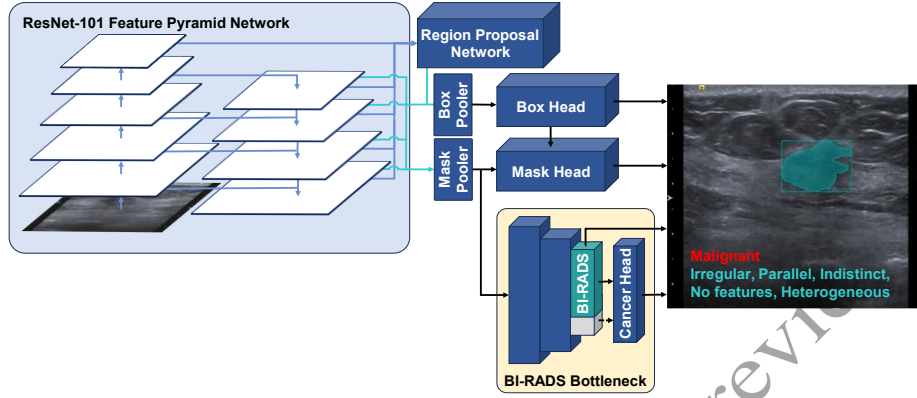 ResNet-101 Feature Pyramid Network
Region Proposal
Network
Box
Pooler
Box Head
Mask
Pooler
Mask Head
BI-RADS
Cancer Head
BI-RADS Bottleneck
Malignant
Irregular, Parallel, Indistinct,
No features, Heterogeneous